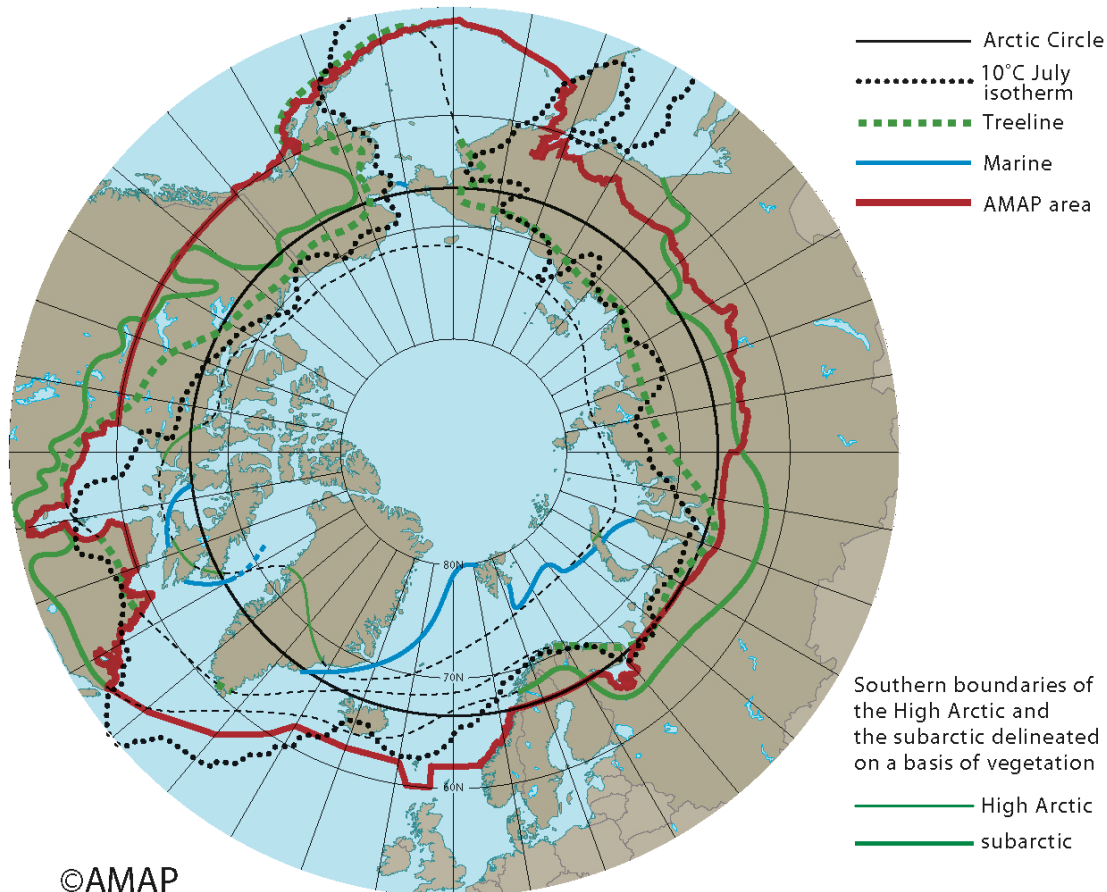 Arctic Circle
10°C July
isotherm
Treeline
Marine
AMAP area
80N
70N
60N
Southern boundaries of
the High Arctic and
the subarctic delineated
on a basis of vegetation
High Arctic
subarctic
©AMAP